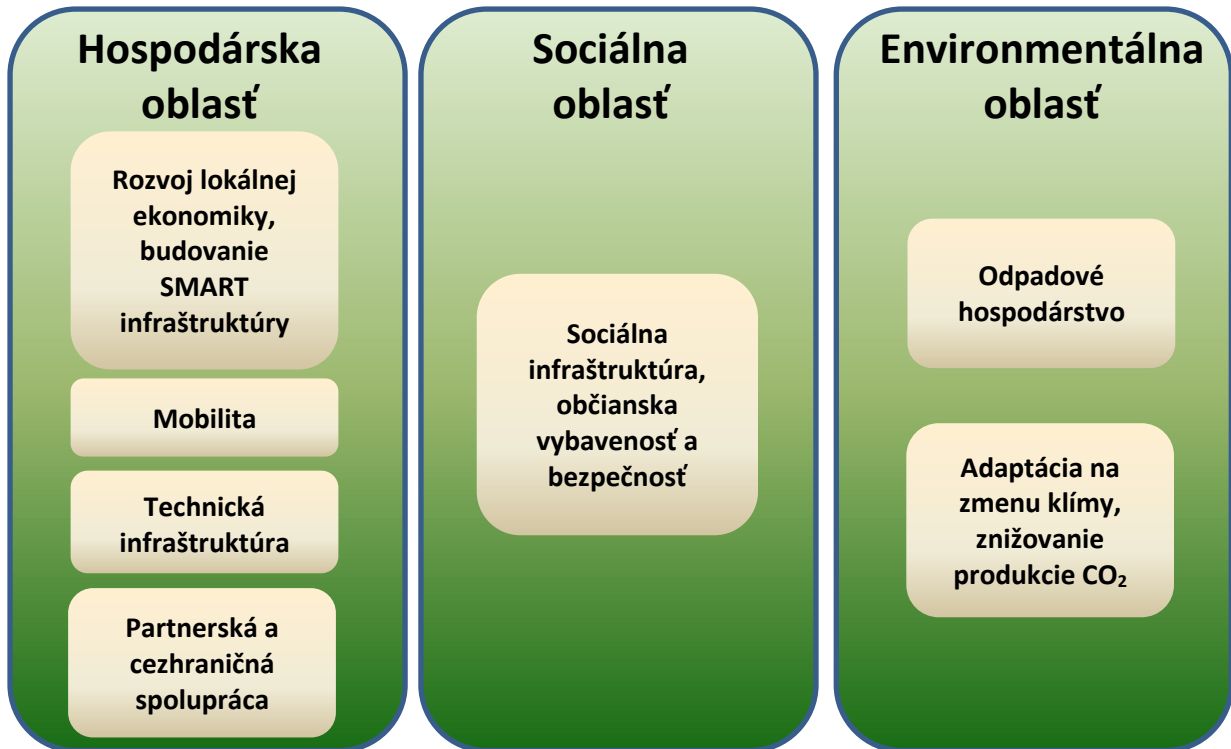 Hospodárska
oblasť
Rozvoj lokálnej
ekonomiky,
budovanie
SMART
infraštruktúry
Mobilita
Technická
infraštruktúra
Partnerská a
cezhraničná
spolupráca
Sociálna
oblasť
Sociálna
infraštruktúra,
občianska
vybavenosť a
bezpečnosť
Environmentálna
oblasť
Odpadové
hospodárstvo
Adaptácia na
zmenu klímy,
znižovanie
produkcie CO₂